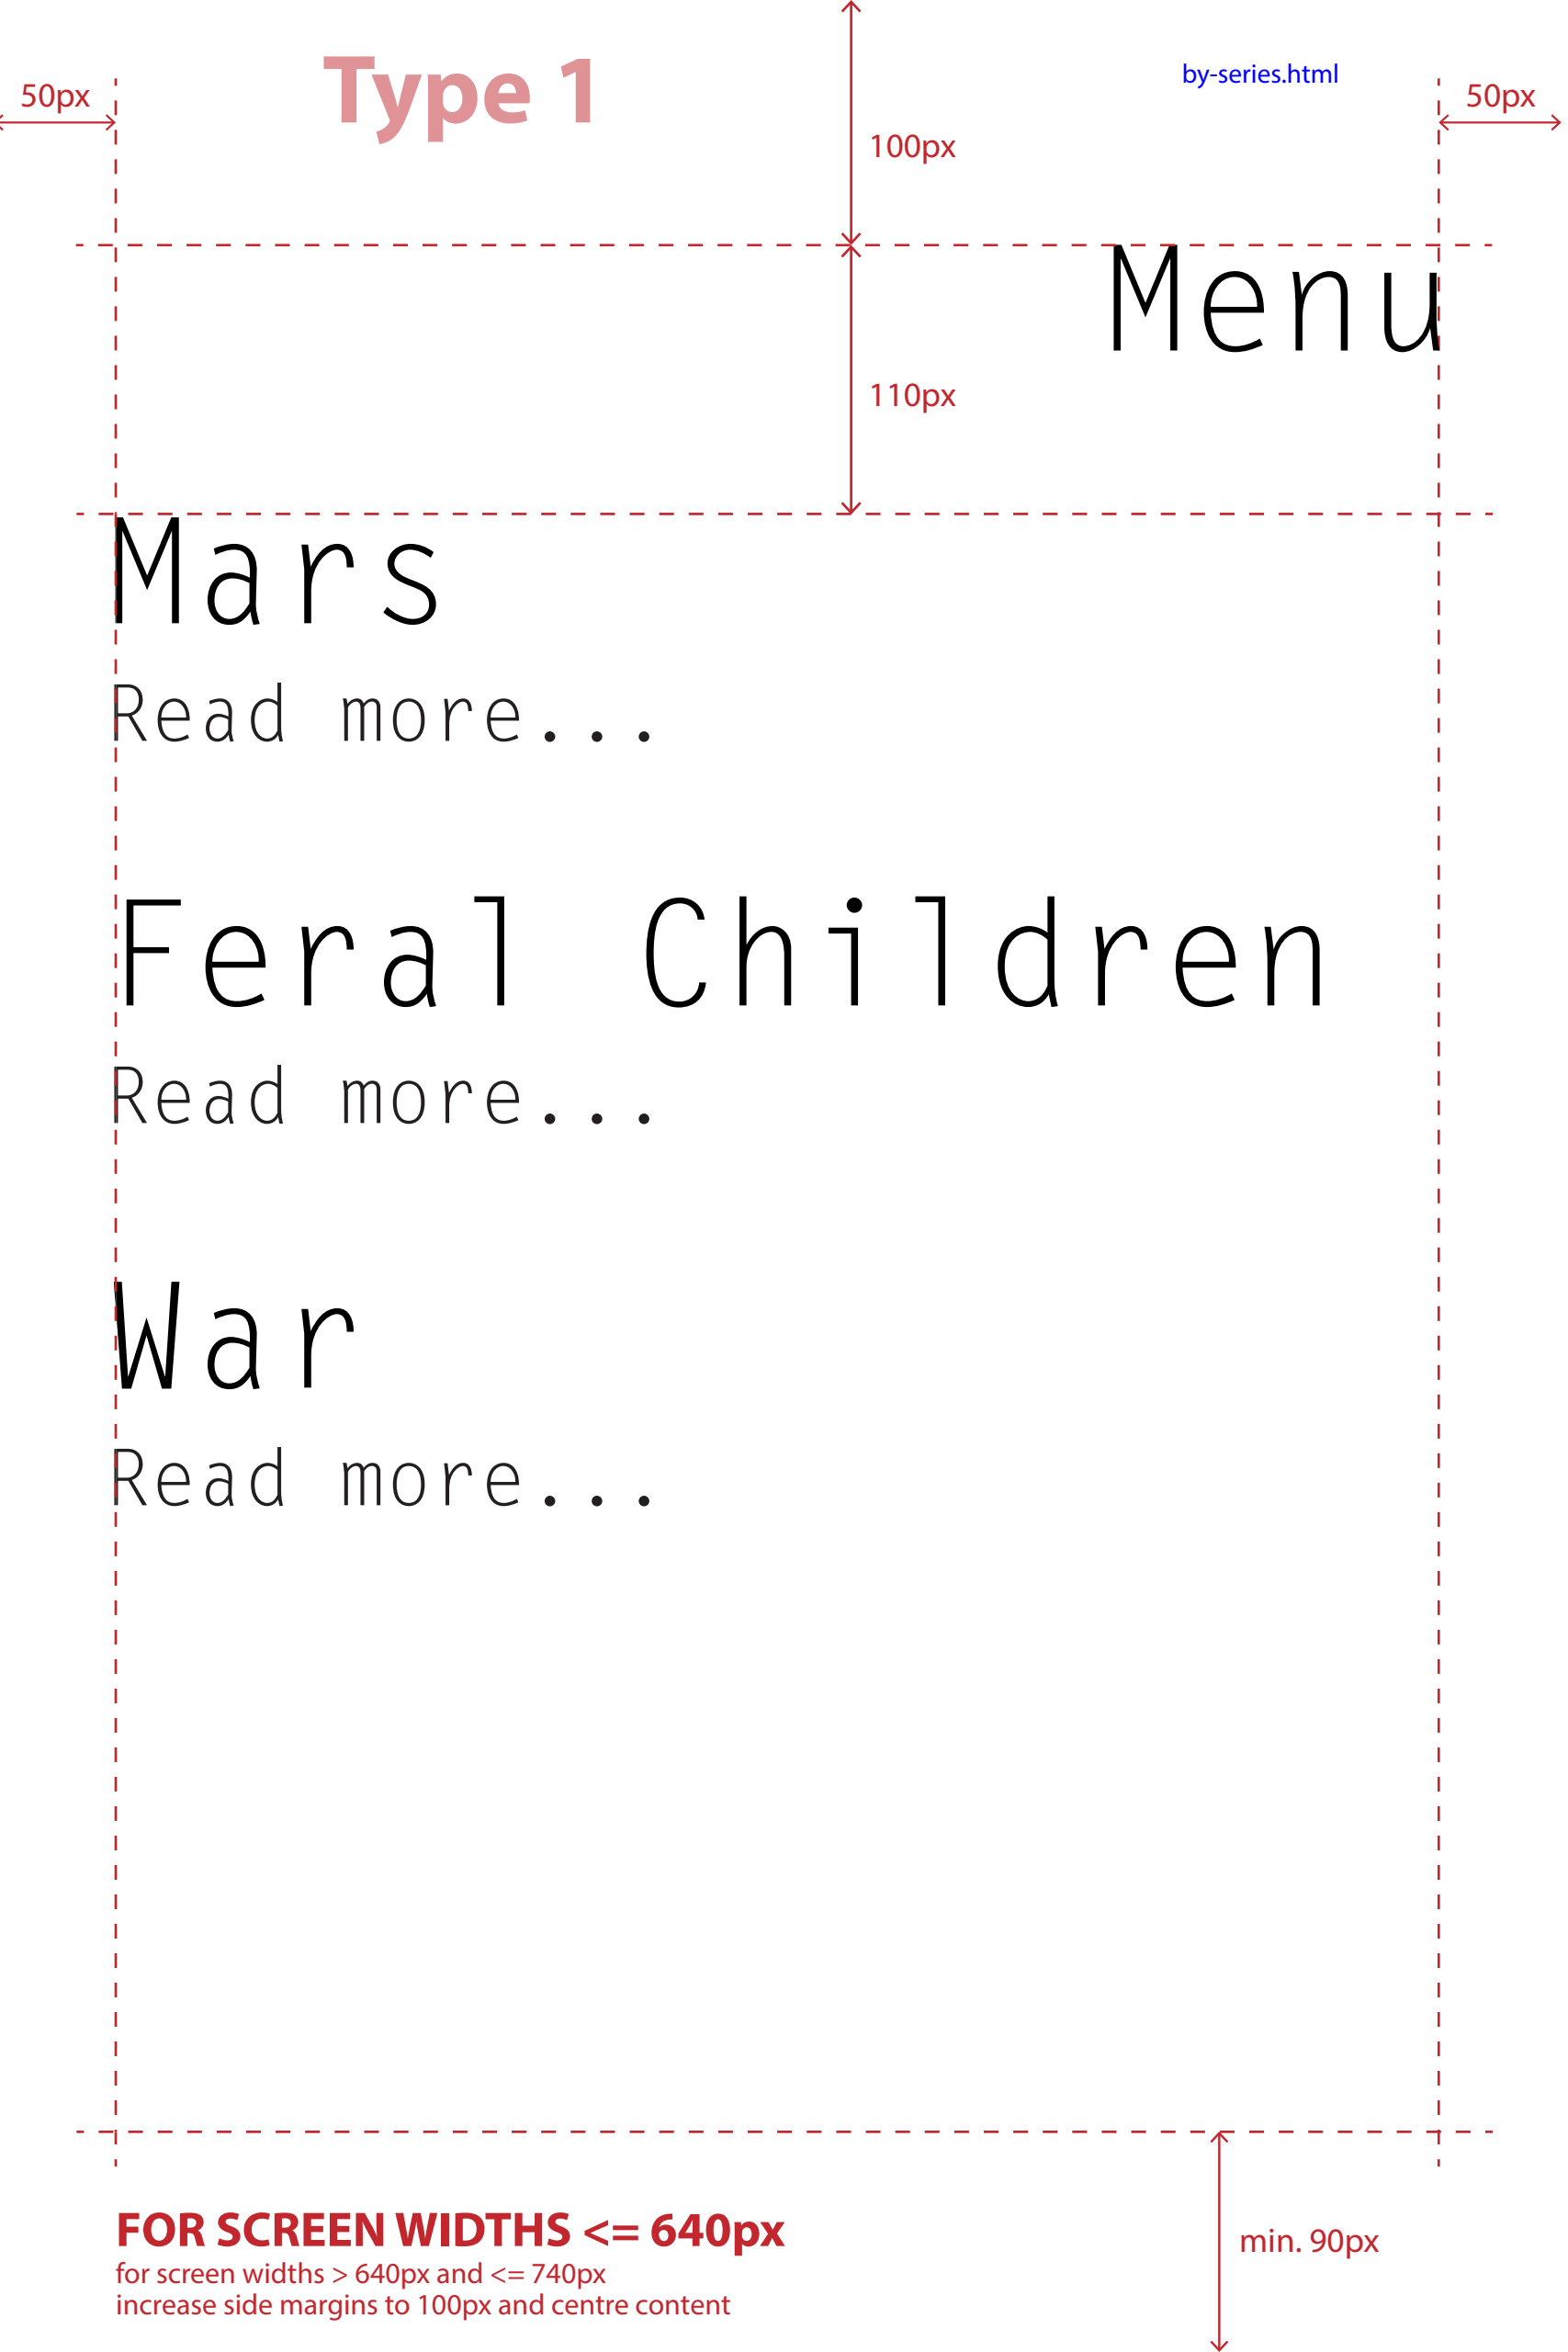 Type 1
by-series.html
50px
50px
100px
Menu
110px
Mars
Read more...
Feral Children
Read more...
War
Read more...
FOR SCREEN WIDTHS <= 640px
for screen widths > 640px and <= 740px
increase side margins to 100px and centre content
min. 90px